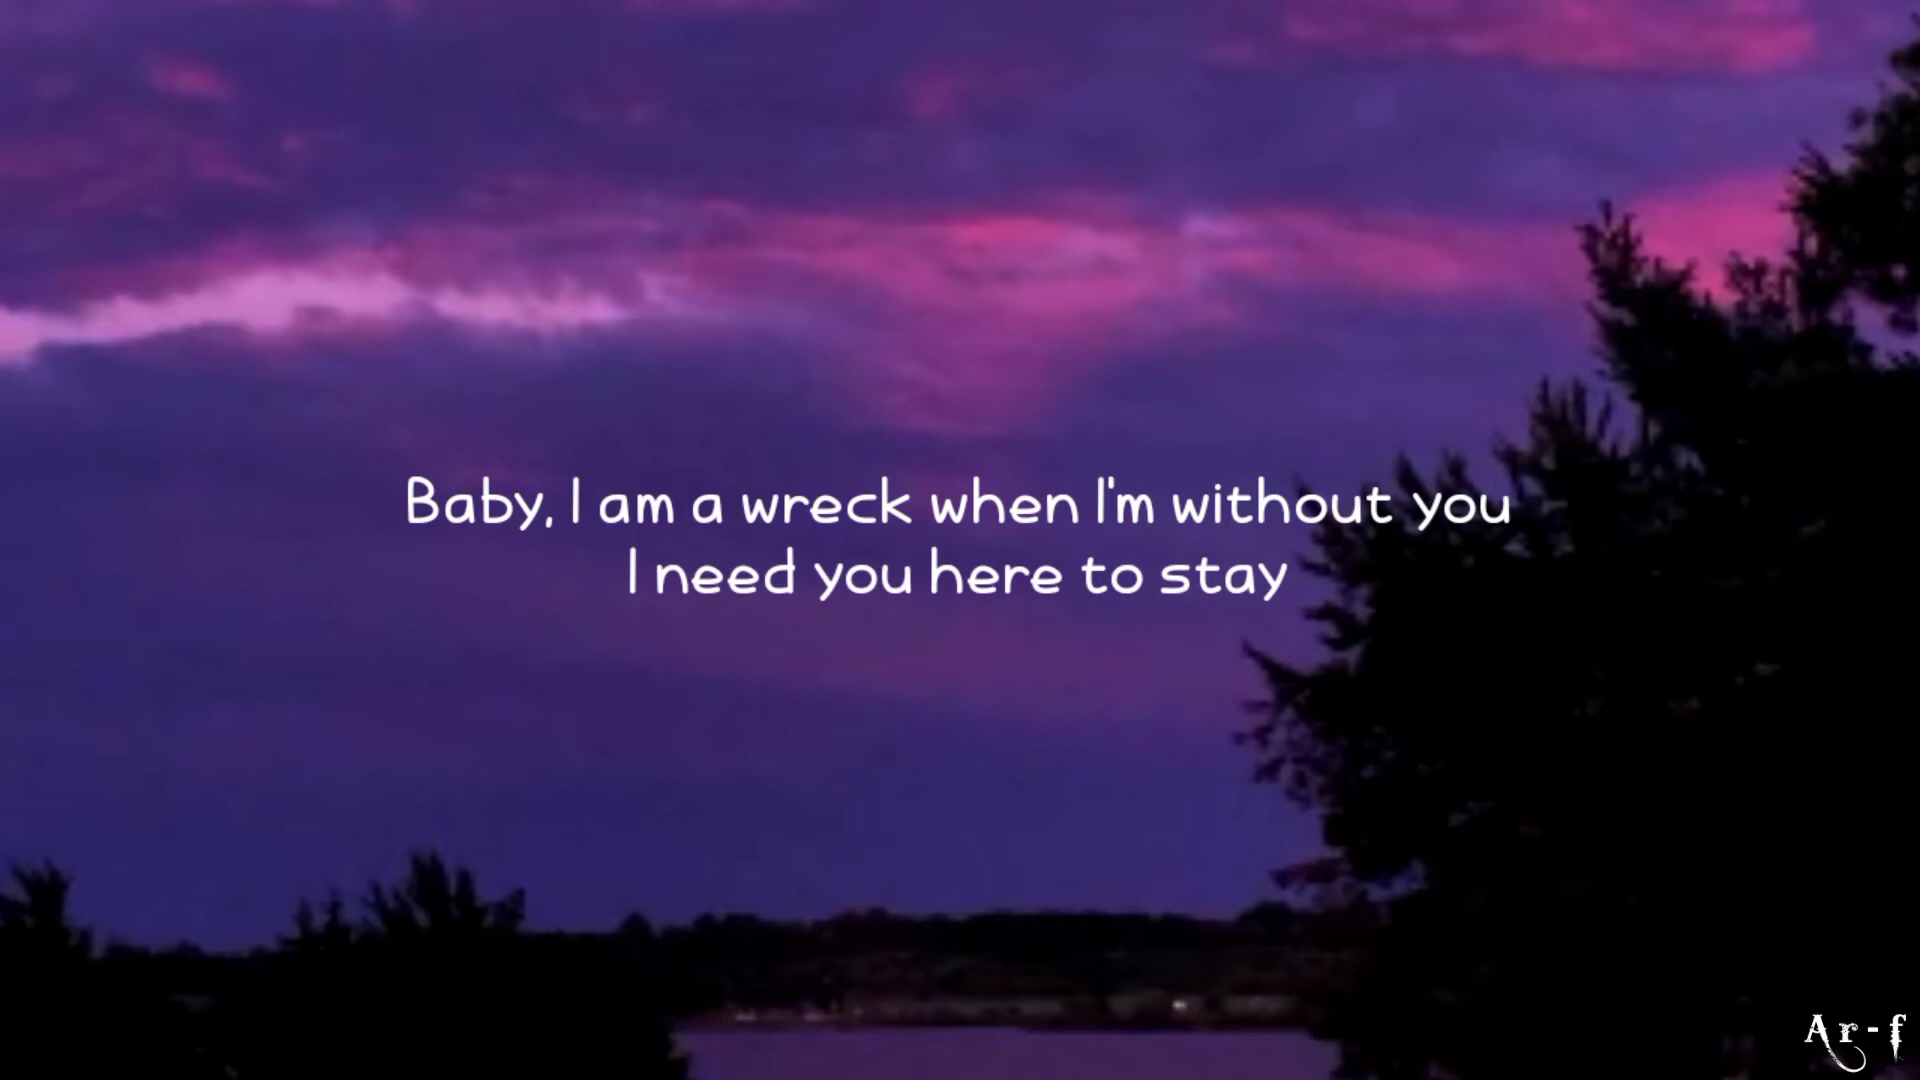 Baby, I am a wreck when I'm without you
I need you here to stay
Ar-f